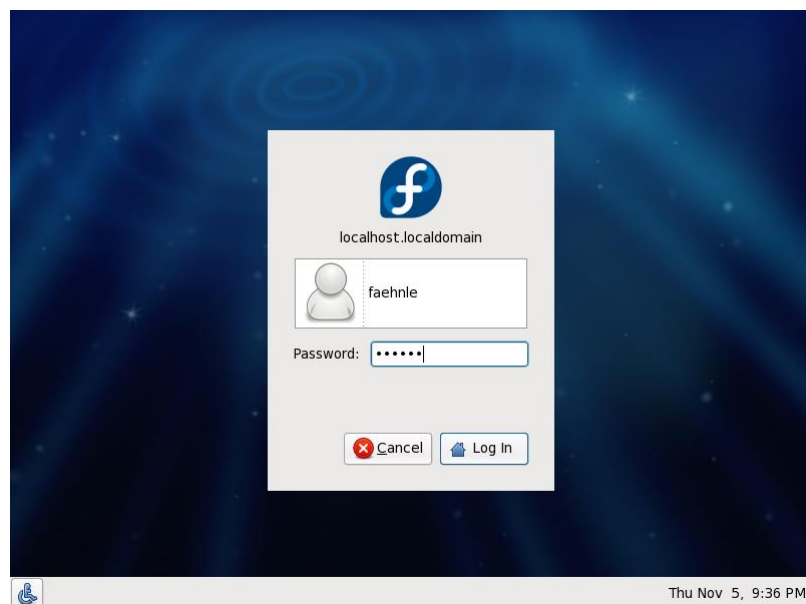 localhost.localdomain
faehnle
Password: ••••••
Cancel
Log In
Thu Nov 5, 9:36 PM